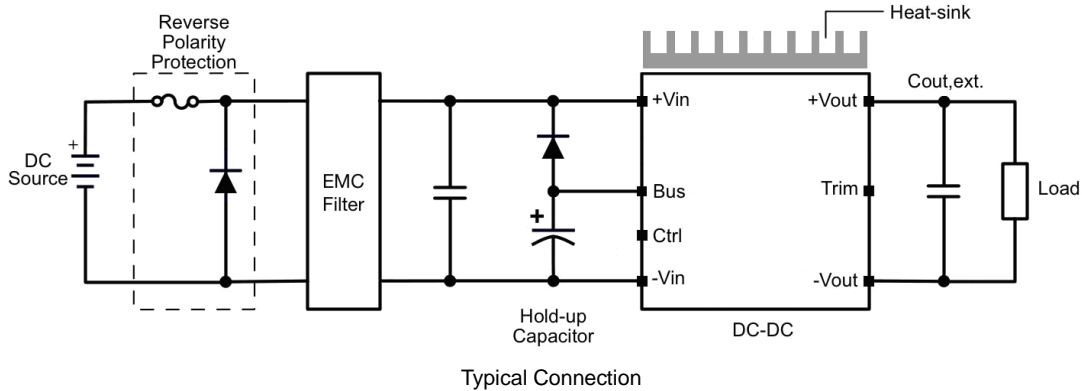 Reverse
Polarity
Protection
Heat-sink
+
DC
Source
EMC
Filter
+
Hold-up
Capacitor
+Vin
Bus
Ctrl
-Vin
+Vout
Trim
-Vout
DC-DC
Cout,ext.
Load
Typical Connection